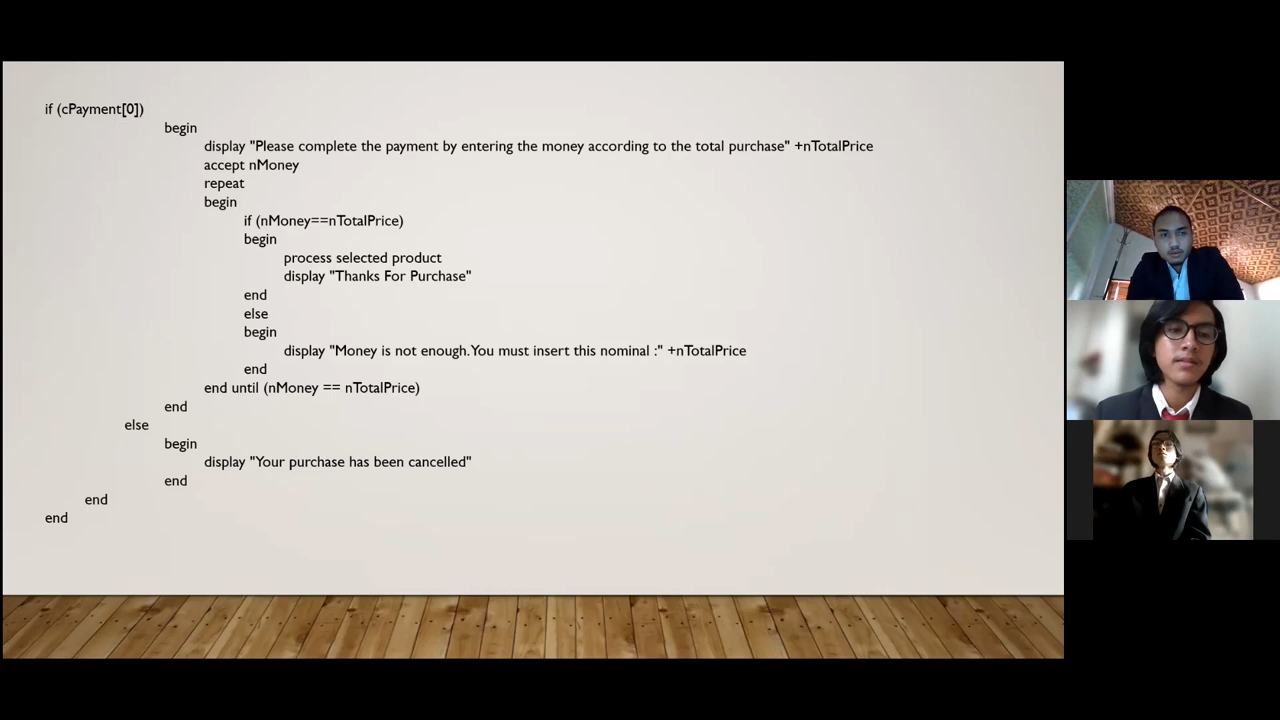 if (cPayment[0])
begin
display "Please complete the payment by entering the money according to the total purchase" +nTotalPrice
accept nMoney
repeat
begin
if (nMoney==nTotalPrice)
begin
process selected product
display "Thanks For Purchase"
end
else
begin
display "Money is not enough. You must insert this nominal :" +nTotalPrice
end
end until (nMoney == nTotalPrice)
end
else
begin
display "Your purchase has been cancelled"
end
end
end